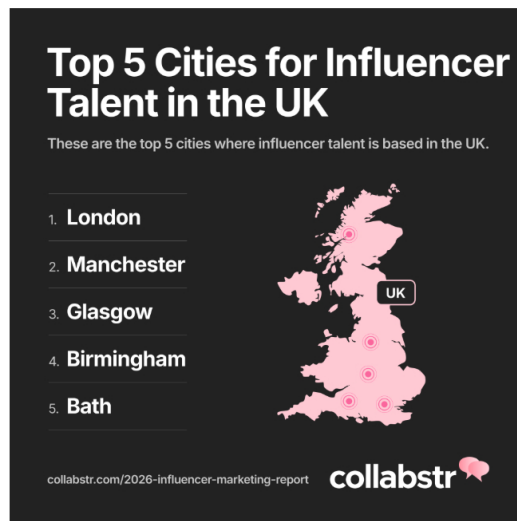 Top 5 Cities for Influencer
Talent in the UK
These are the top 5 cities where influencer talent is based in the UK.
1. London
2. Manchester
3. Glasgow
4. Birmingham
5. Bath
UK
collabstr.com/2026-influencer-marketing-report
collabstr